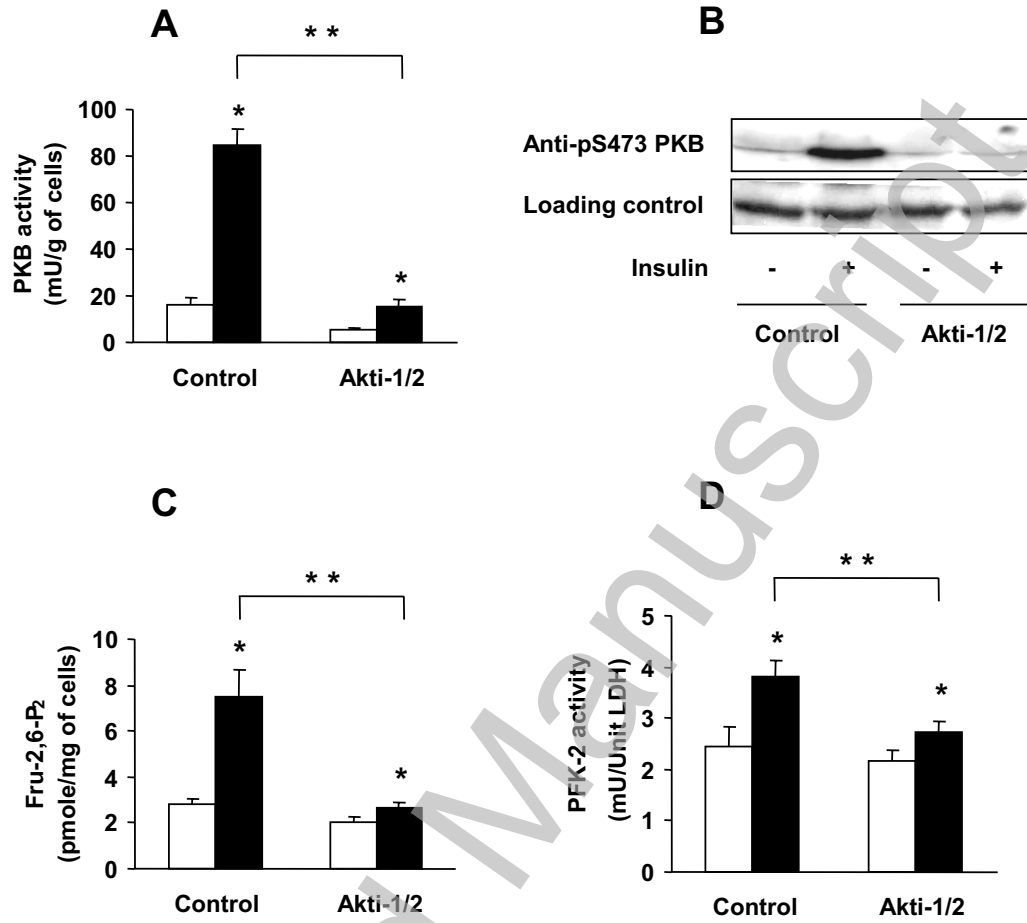 A
* *
*
*
PKB activity
(mU/g of cells)
100
80
60
40
20
0
Control
Akti-1/2
B
Anti-pS473 PKB
Loading control
Insulin
- + - +
Control
Akti-1/2
C
* *
*
*
Fru-2,6-P2
(pmole/mg of cells)
10
8
6
4
2
0
Control
Akti-1/2
D
* *
*
*
PFK-2 activity
(mU/Unit LDH)
5
4
3
2
1
0
Control
Akti-1/2
Manuscript